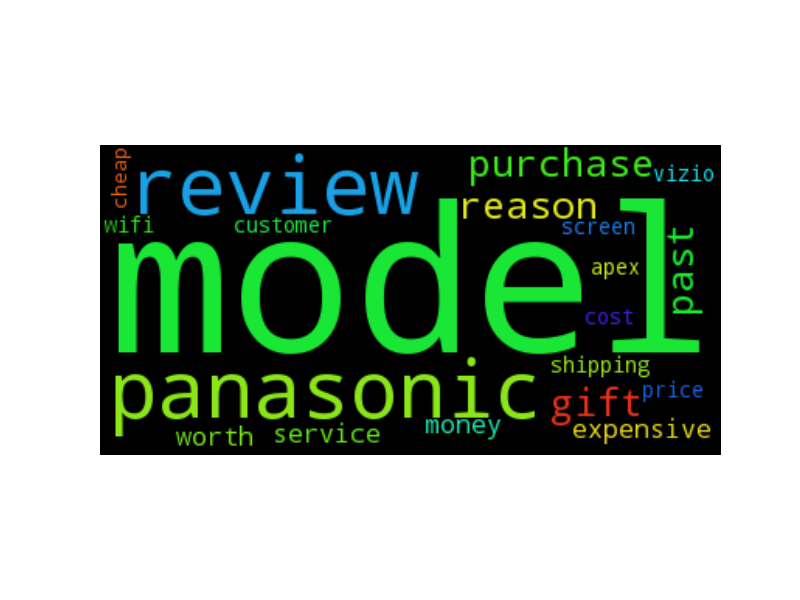 cheap
review
purchase
vizio
reason
wifi
customer
screen
model
past
apex
cost
shipping
panasonic
gift
price
money
expensive
worth
service